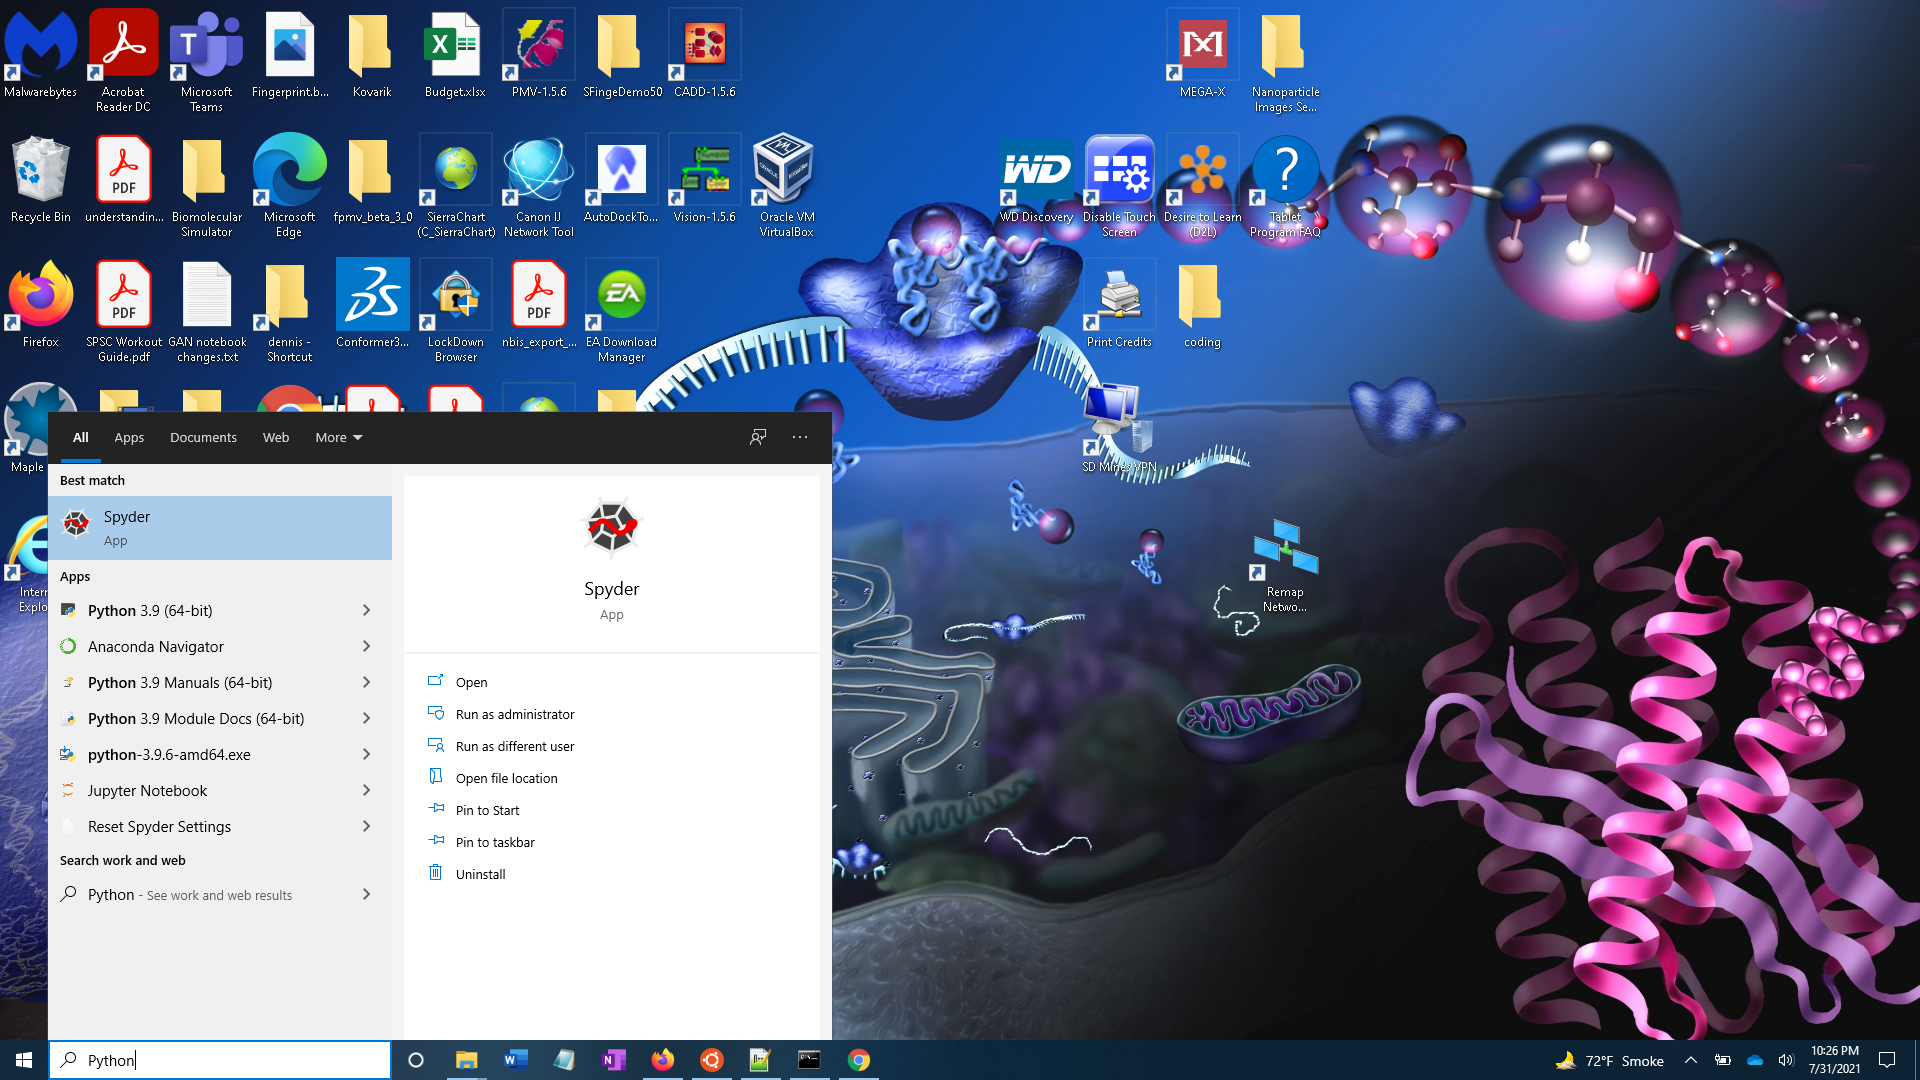 Malwarebytes
Acrobat
Reader DC
Microsoft
Teams
Fingerprint.b...
Kovarik
Budget.xlsx
PMV-1.5.6
SFingeDemo50
CADD-1.5.6
MEGA-X
Nanoparticle
Images Se...
Recycle Bin
PDF
understandin...
Biomolecular
Simulator
Microsoft
Edge
fpmv_beta_3_0
SierraChart
(C_SierraChart)
Canon IJ
Network Tool
AutoDockTo...
Vision-1.5.6
Oracle VM
VirtualBox
WD
WD Discovery
Disable Touch
Screen
Desire to Learn
(D2L)
?
Tablet
Program FAQ
Firefox
PDF
SPSC Workout
Guide.pdf
GAN notebook
changes.txt
dennis -
Shortcut
Conformer3...
LockDown
Browser
PDF
nbis_export_...
EA
EA Download
Manager
Print Credits
coding
Maple
SD Mines VPN
Intern
Explo
Remap
Netwo...
All
Apps
Documents
Web
More
Best match
Spyder
App
Apps
Python 3.9 (64-bit)
Anaconda Navigator
Python 3.9 Manuals (64-bit)
Python 3.9 Module Docs (64-bit)
python-3.9.6-amd64.exe
Jupyter Notebook
Reset Spyder Settings
Search work and web
Python - See work and web results
Spyder
App
Open
Run as administrator
Run as different user
Open file location
Pin to Start
Pin to taskbar
Uninstall
Python
72°F Smoke
10:26 PM
7/31/2021